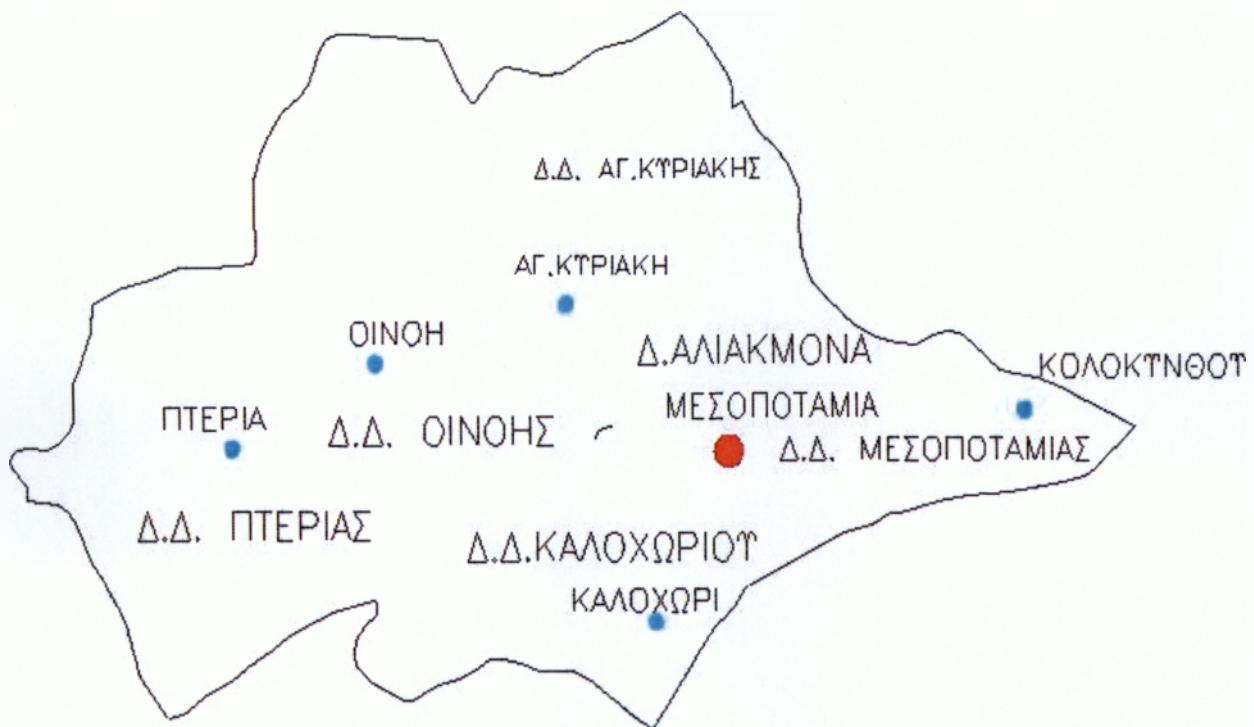 Δ.Δ. ΑΓ.ΚΥΡΙΑΚΗΣ
ΑΓ.ΚΥΡΙΑΚΗ
ΟΙΝΟΗ
Δ.ΑΛΙΑΚΜΟΝΑ
ΚΟΛΟΚΥΝΘΟΥ
ΠΤΕΡΙΑ
ΜΕΣΟΠΟΤΑΜΙΑ
Δ.Δ. ΟΙΝΟΗΣ
Δ.Δ. ΜΕΣΟΠΟΤΑΜΙΑΣ
Δ.Δ. ΠΤΕΡΙΑΣ
Δ.Δ.ΚΑΛΟΧΩΡΙΟΥ
ΚΑΛΟΧΩΡΙ